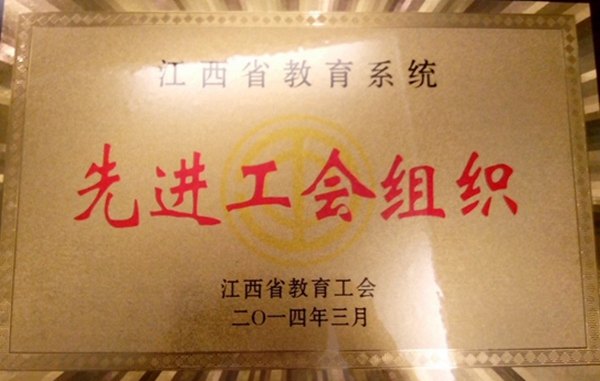 江西省教育系统
先进工会组织
江西省教育工会
二〇一四年三月